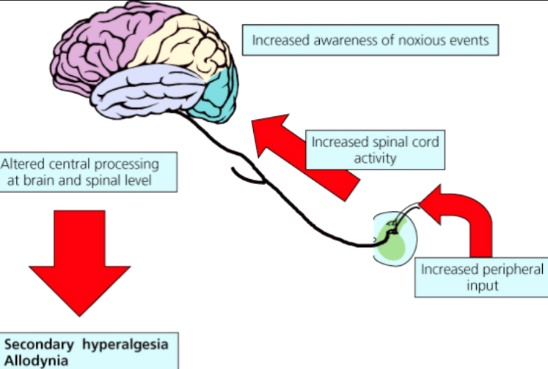 Increased awareness of noxious events
Increased spinal cord
activity
Altered central processing
at brain and spinal level
Increased peripheral
input
Secondary hyperalgesia
Allodynia